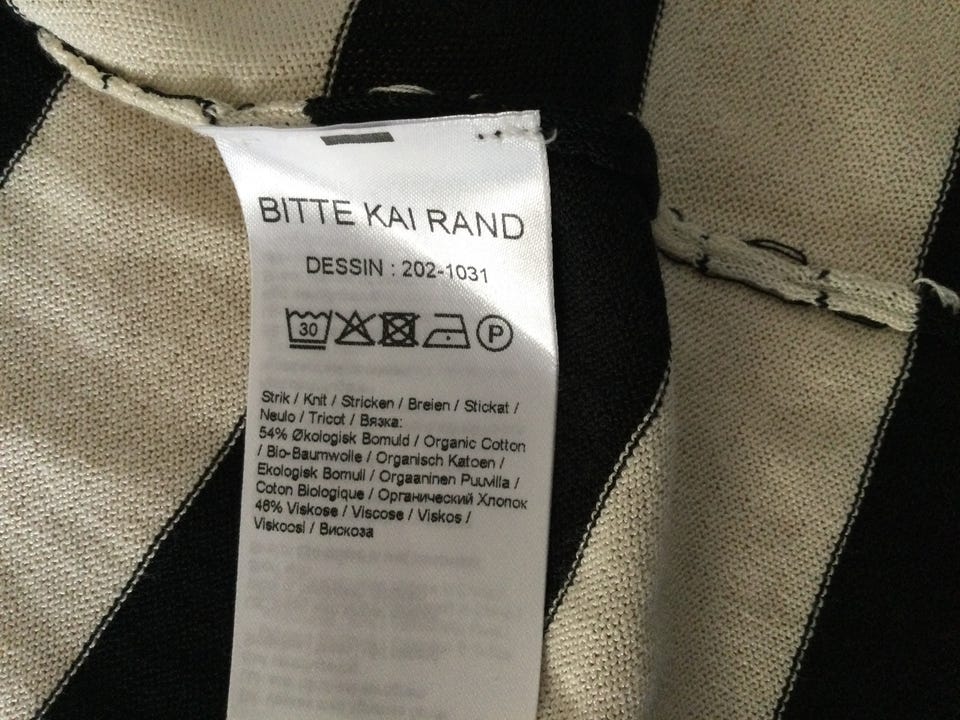 BITTE KAI RAND
DESSIN : 202-1031
30 P
Strik / Knit / Stricken / Breien / Stickat /
Neulo / Tricot / Вязка:
54% Økologisk Bomuld / Organic Cotton
/ Bio-Baumwolle / Organisch Katoen /
Ekologisk Bomull / Orgaaninen Puuvilla /
Coton Biologique / Органический Хлопок
46% Viskose / Viscose / Viskos /
Viskoosi / Вискоза